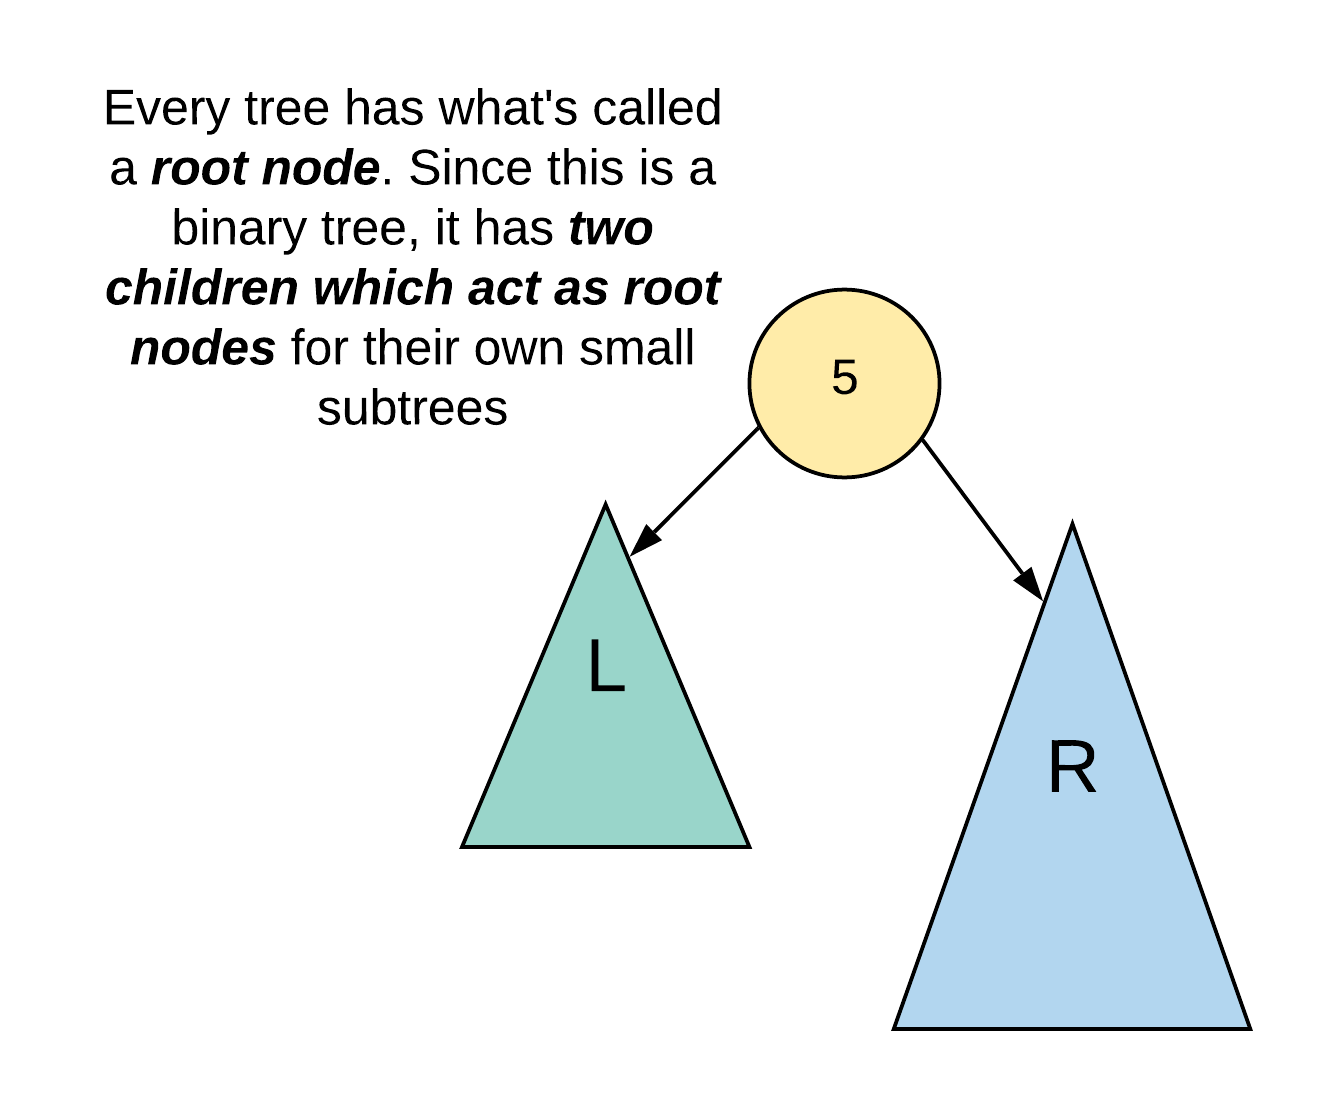 Every tree has what's called
a root node. Since this is a
binary tree, it has two
children which act as root
nodes for their own small
subtrees
5
L
R